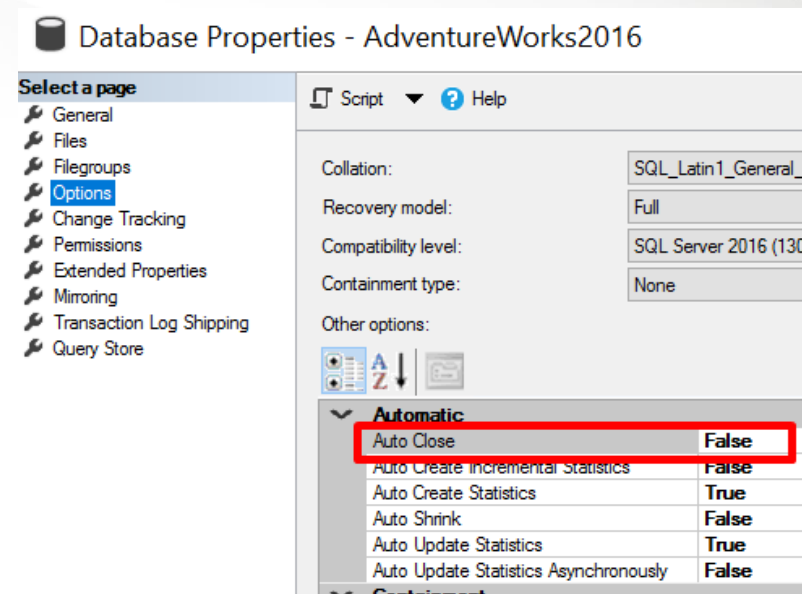 Database Properties - AdventureWorks2016
Select a page
General
Files
Filegroups
Options
Change Tracking
Permissions
Extended Properties
Mirroring
Transaction Log Shipping
Query Store
Script Help
Collation: SQL_Latin1_General_
Recovery model: Full
Compatibility level: SQL Server 2016 (130
Containment type: None
Other options:
A
Z
Automatic
Auto Close False
Auto Create Incremental Statistics False
Auto Create Statistics True
Auto Shrink False
Auto Update Statistics True
Auto Update Statistics Asynchronously False
Containment